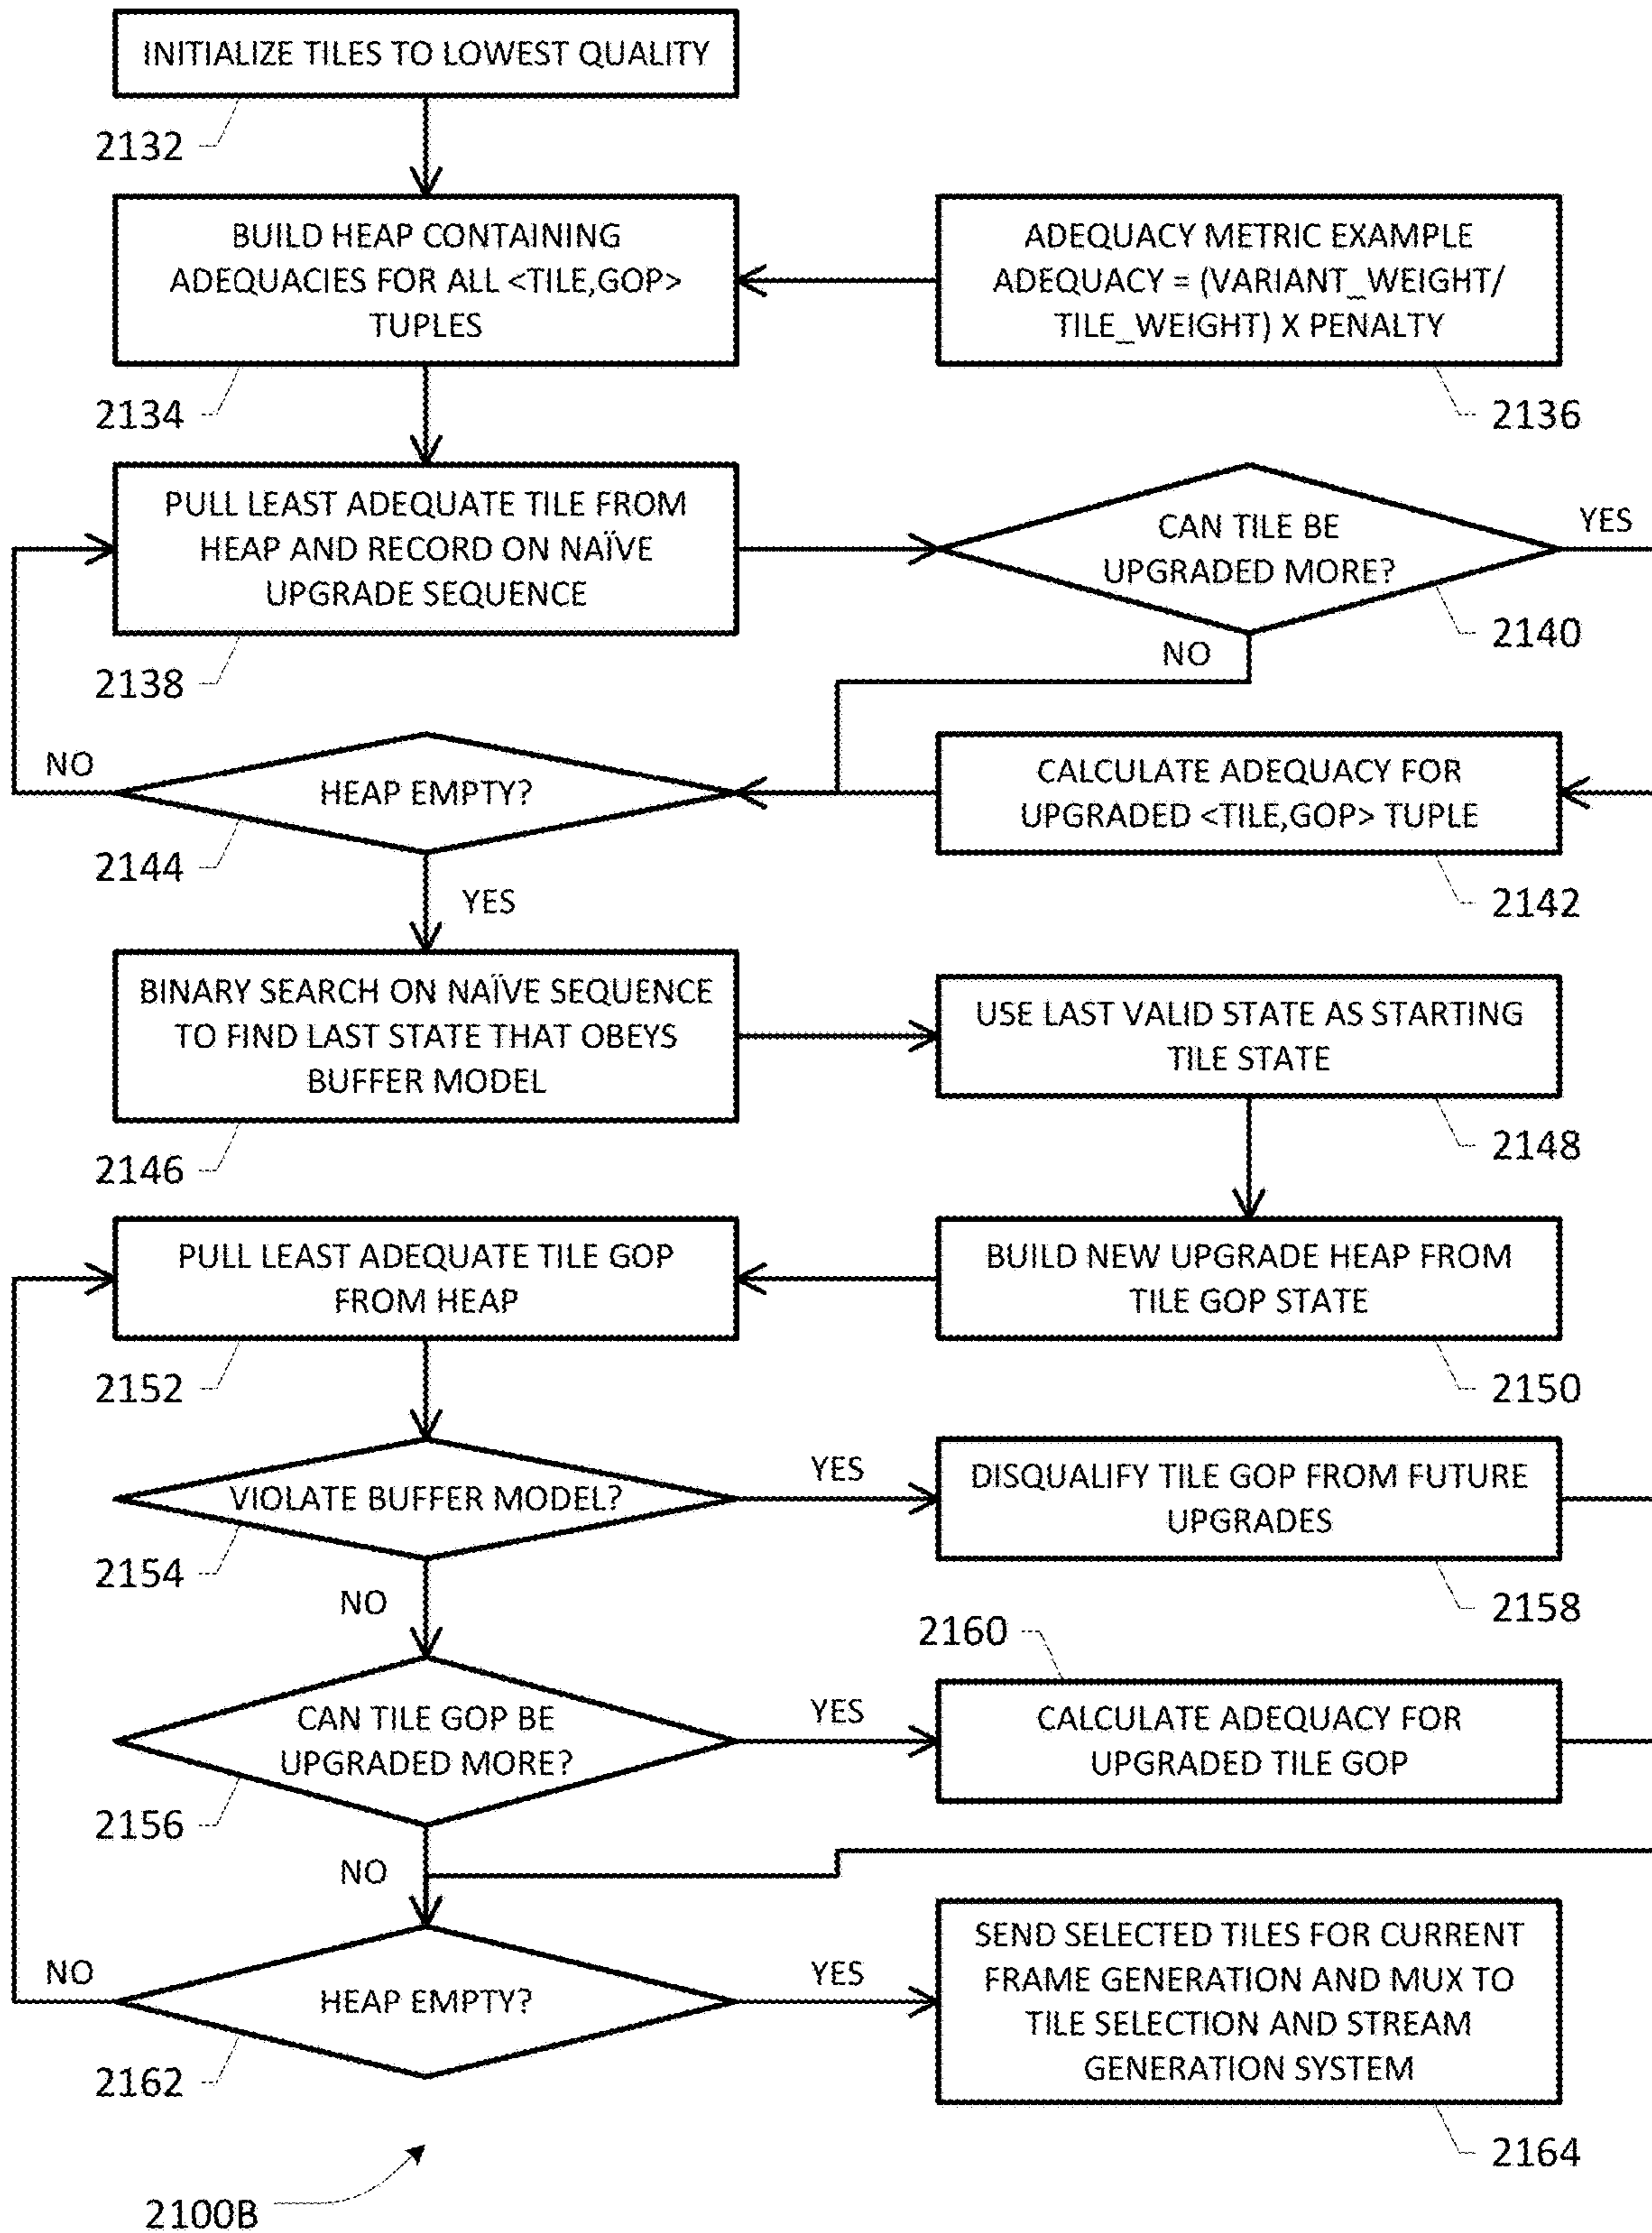 INITIALIZE TILES TO LOWEST QUALITY
2132
BUILD HEAP CONTAINING
ADEQUACIES FOR ALL <TILE,GOP>
TUPLES
2134
ADEQUACY METRIC EXAMPLE
ADEQUACY = (VARIANT_WEIGHT/
TILE_WEIGHT) X PENALTY
2136
PULL LEAST ADEQUATE TILE FROM
HEAP AND RECORD ON NAÏVE
UPGRADE SEQUENCE
2138
CAN TILE BE
UPGRADED MORE?
YES
2140
NO
NO
HEAP EMPTY?
2144
YES
CALCULATE ADEQUACY FOR
UPGRADED <TILE,GOP> TUPLE
2142
BINARY SEARCH ON NAÏVE SEQUENCE
TO FIND LAST STATE THAT OBEYS
BUFFER MODEL
2146
USE LAST VALID STATE AS STARTING
TILE STATE
2148
PULL LEAST ADEQUATE TILE GOP
FROM HEAP
2152
BUILD NEW UPGRADE HEAP FROM
TILE GOP STATE
2150
VIOLATE BUFFER MODEL?
YES
2154
NO
DISQUALIFY TILE GOP FROM FUTURE
UPGRADES
2158
2160
CAN TILE GOP BE
UPGRADED MORE?
YES
2156
NO
CALCULATE ADEQUACY FOR
UPGRADED TILE GOP
NO
HEAP EMPTY?
YES
2162
SEND SELECTED TILES FOR CURRENT
FRAME GENERATION AND MUX TO
TILE SELECTION AND STREAM
GENERATION SYSTEM
2164
2100B